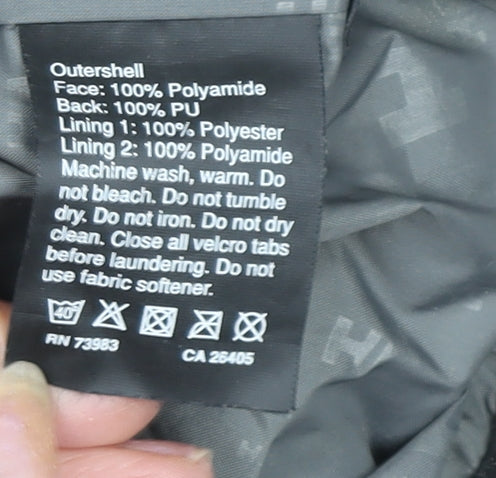 Outershell
Face: 100% Polyamide
Back: 100% PU
Lining 1: 100% Polyester
Lining 2: 100% Polyamide
Machine wash, warm. Do
not bleach. Do not tumble
dry. Do not iron. Do not dry
clean. Close all velcro tabs
before laundering. Do not
use fabric softener.
40°
RN 73983 CA 26405